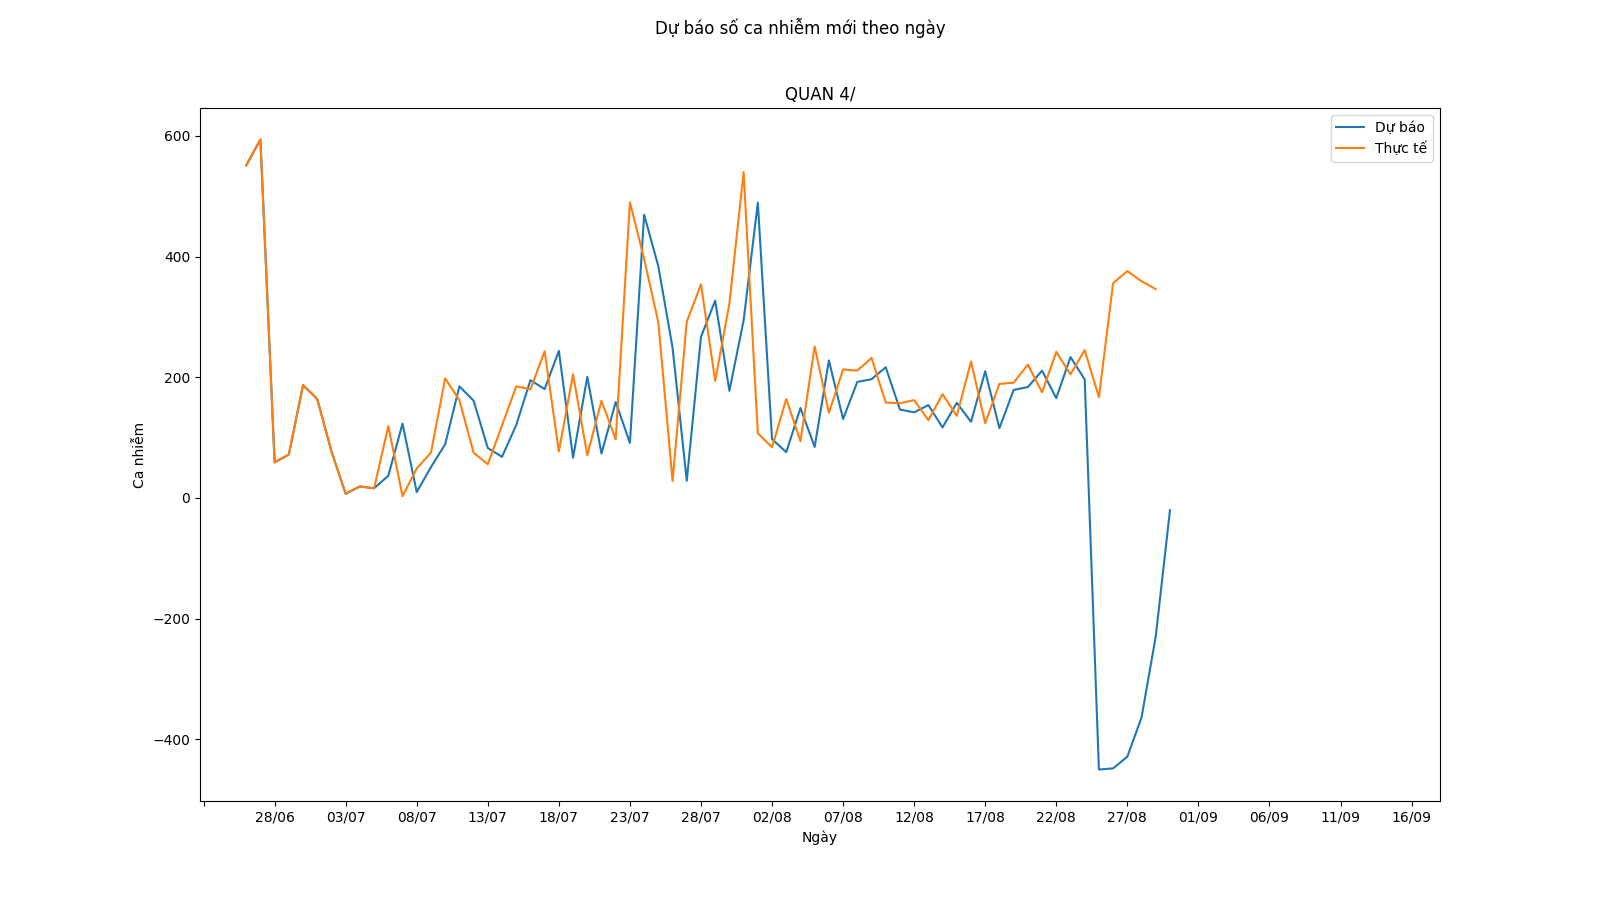 Dự báo số ca nhiễm mới theo ngày
QUAN 4/
Dự báo
Thực tế
600
400
200
0
−200
−400
Ca nhiễm
28/06 03/07 08/07 13/07 18/07 23/07 28/07 02/08 07/08 12/08 17/08 22/08 27/08 01/09 06/09 11/09 16/09
Ngày